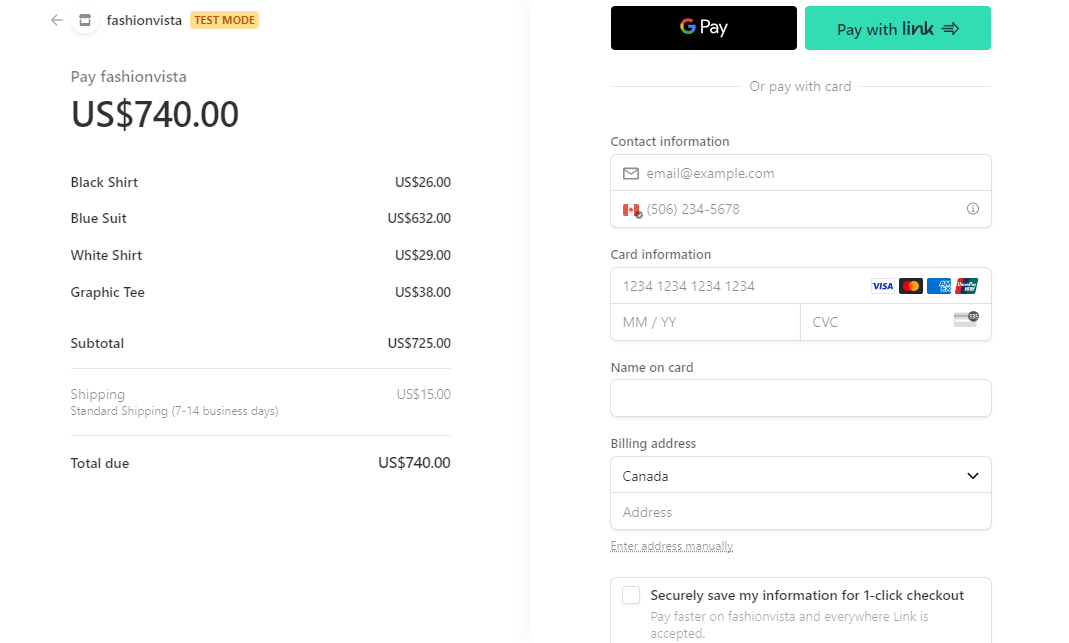 fashionvista TEST MODE
Pay fashionvista
US$740.00
Black Shirt US$26.00
Blue Suit US$632.00
White Shirt US$29.00
Graphic Tee US$38.00
Subtotal US$725.00
Shipping US$15.00
Standard Shipping (7-14 business days)
Total due US$740.00
G Pay
Pay with link
Or pay with card
Contact information
email@example.com
(506) 234-5678
Card information
1234 1234 1234 1234 VISA
MM / YY CVC 135
Name on card
Billing address
Canada
Address
Enter address manually
Securely save my information for 1-click checkout
Pay faster on fashionvista and everywhere Link is
accepted.